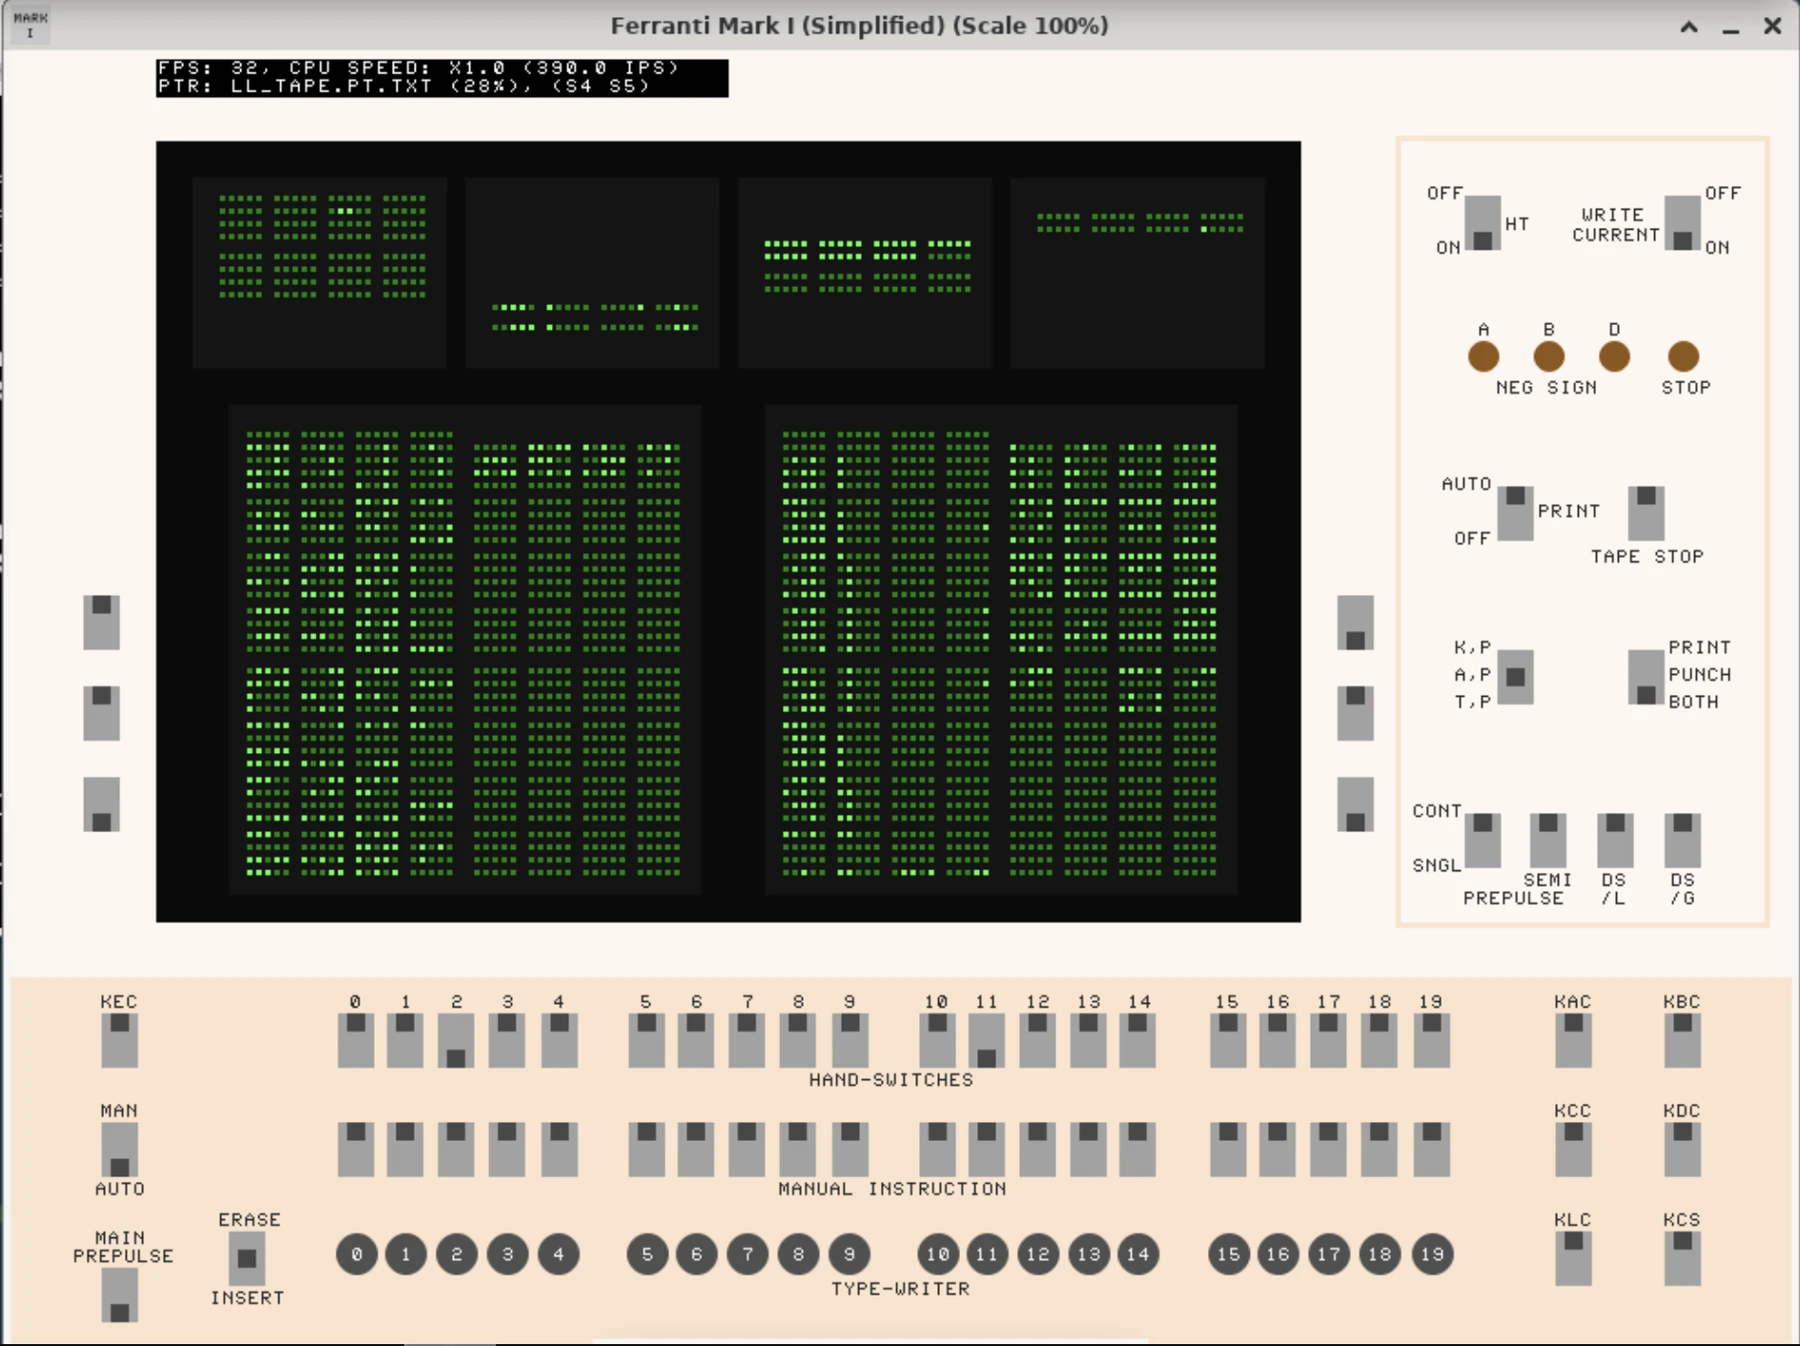 MARK
I
Ferranti Mark I (Simplified) (Scale 100%)
FPS: 32, CPU SPEED: X1.0 (390.0 IPS)
PTR: LL_TAPE.PT.TXT (28%), (S4 S5)
OFF
ON
HT
WRITE
CURRENT
OFF
ON
A B D
NEG SIGN STOP
AUTO
OFF
PRINT
TAPE STOP
K,P
A,P
T,P
PRINT
PUNCH
BOTH
CONT
SNGL
SEMI
PREPULSE
DS
/L
DS
/G
KEC
0 1 2 3 4 5 6 7 8 9 10 11 12 13 14 15 16 17 18 19
KAC KBC
HAND-SWITCHES
MAN
AUTO
KCC KDC
MANUAL INSTRUCTION
MAIN
PREPULSE
ERASE
INSERT
KLC KCS
0 1 2 3 4 5 6 7 8 9 10 11 12 13 14 15 16 17 18 19
TYPE-WRITER